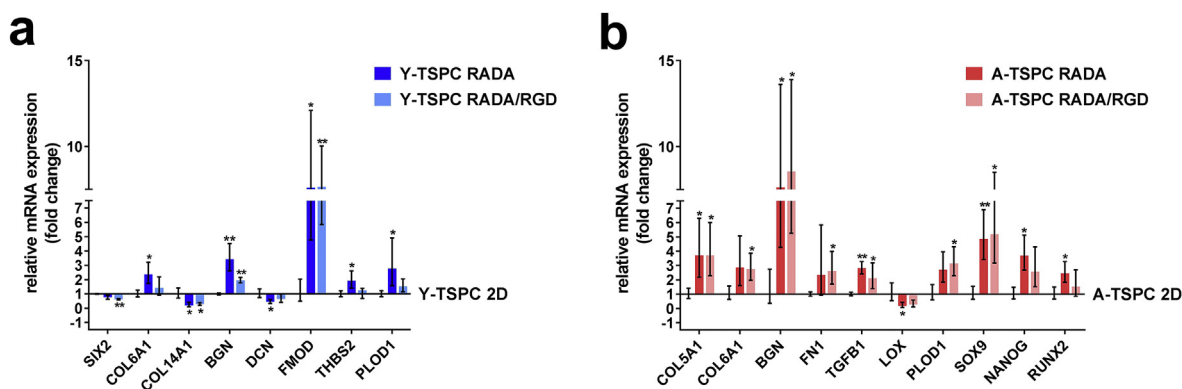 a
15
10
7
6
5
4
3
2
1
0
-1
relative mRNA expression
(fold change)
Y-TSPC RADA
Y-TSPC RADA/RGD
Y-TSPC 2D
** * * * ** ** * * ** * *
SIX2 COL6A1 COL14A1 BGN DCN FMOD THBS2 PLOD1
b
15
10
7
6
5
4
3
2
1
0
-1
relative mRNA expression
(fold change)
A-TSPC RADA
A-TSPC RADA/RGD
A-TSPC 2D
* * * * * * ** * * * ** * * *
COL5A1 COL6A1 BGN FN1 TGFB1 LOX PLOD1 SOX9 NANOG RUNX2